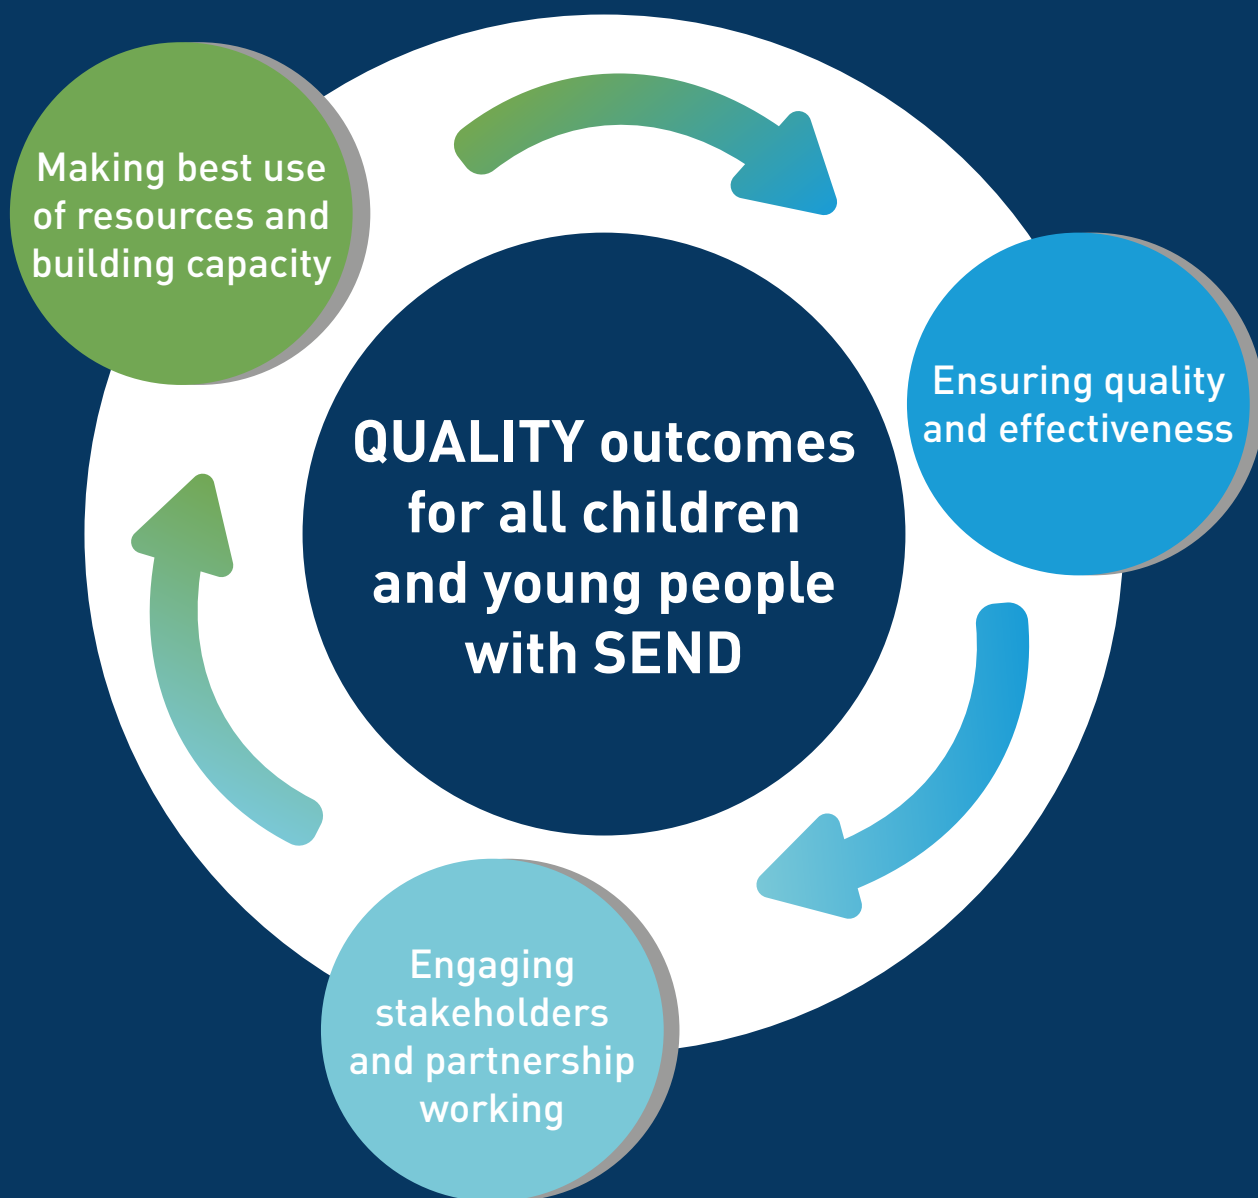 Making best use
of resources and
building capacity
Ensuring quality
and effectiveness
QUALITY outcomes
for all children
and young people
with SEND
Engaging
stakeholders
and partnership
working